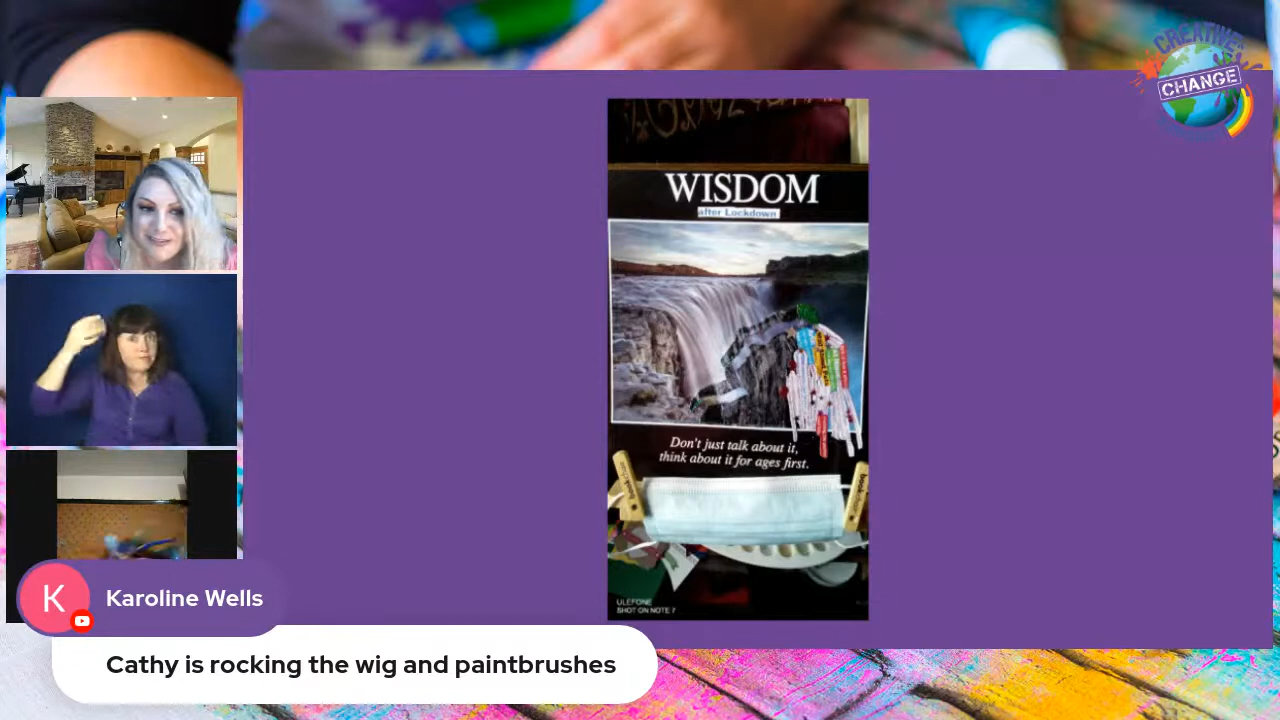 CREATIVE
CHANGE
WISDOM
after Lockdown
Don't just talk about it,
think about it for ages first.
ULEFONE
SHOT ON NOTE 7
K
Karoline Wells
Cathy is rocking the wig and paintbrushes